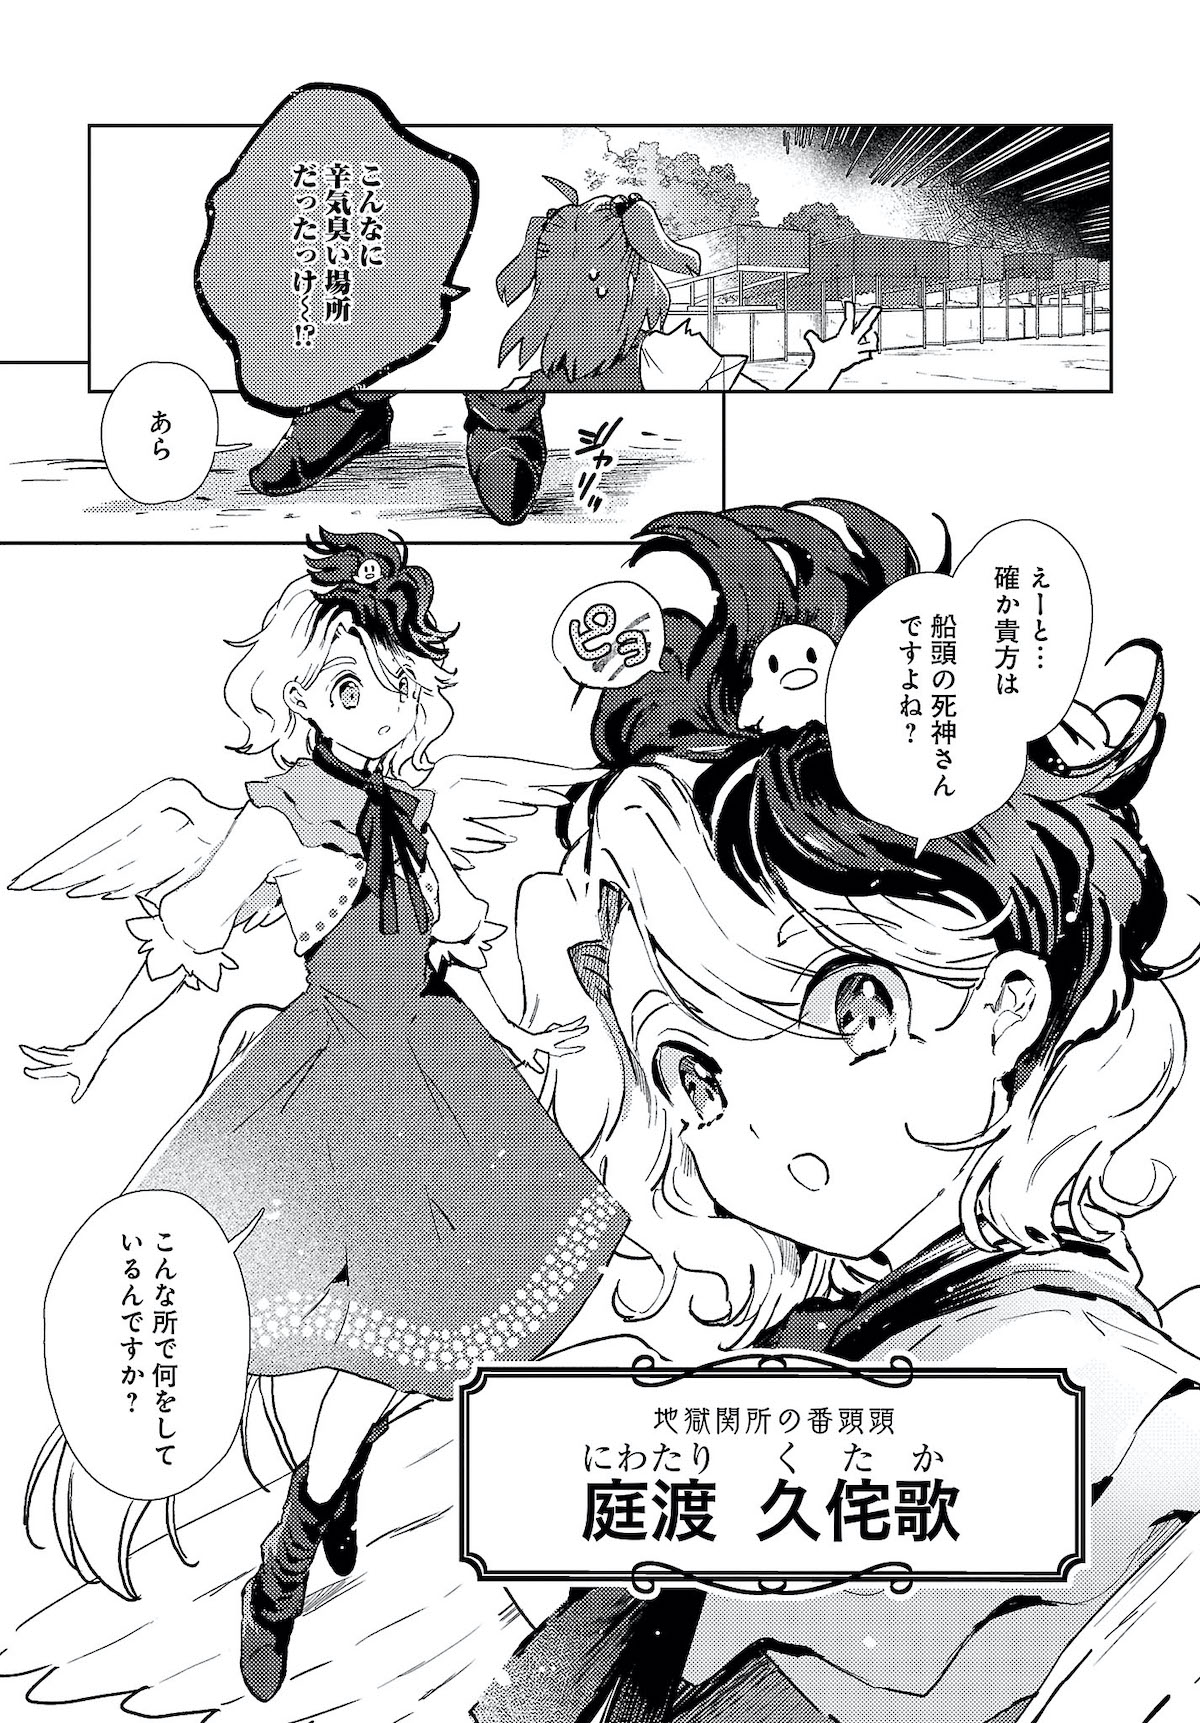 こんなに
辛気臭い場所
だったっけ〜!?
あら
ジャリッ
えーと…
確か貴方は
船頭の死神さん
ですよね？
ピヨ
こんな所で何をして
いるんですか？
地獄関所の番頭頭
にわたり くたか
庭渡 久侘歌